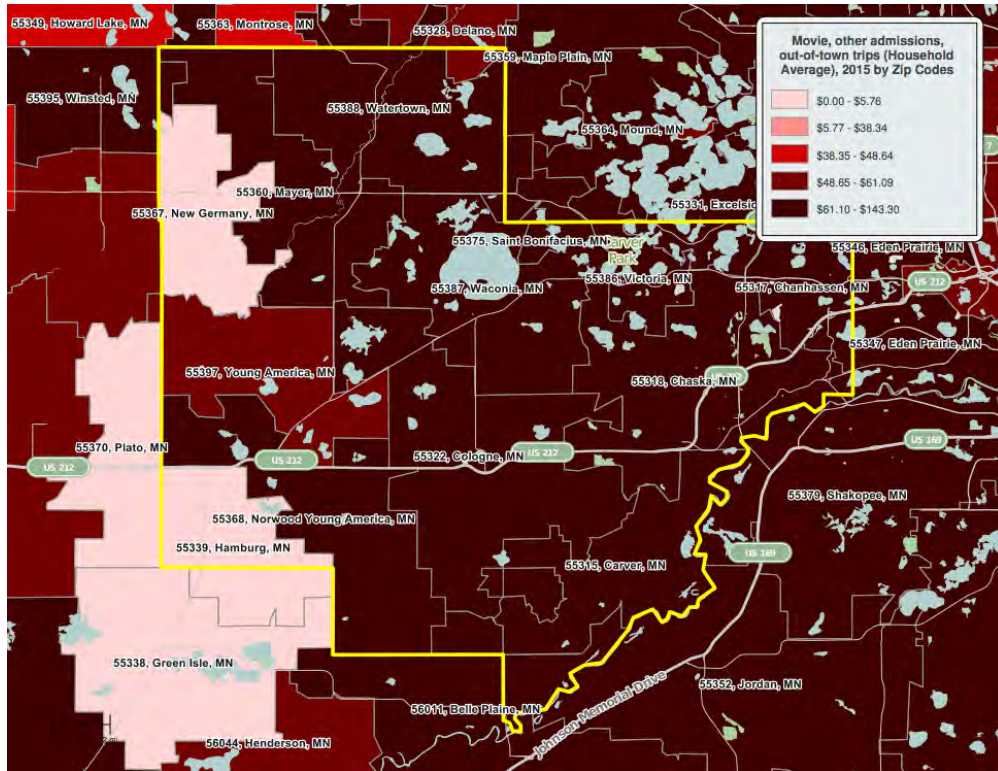 55349, Howard Lake, MN
55363, Montrose, MN
55328, Delano, MN
55359, Maple Plain, MN
Movie, other admissions,
out-of-town trips (Household
Average), 2015 by Zip Codes
$0.00 - $5.76
$5.77 - $38.34
$38.35 - $48.64
$48.65 - $61.09
$61.10 - $143.30
55395, Winsted, MN
55388, Watertown, MN
55364, Mound, MN
7
55360, Mayer, MN
55331, Excelsio
55367, New Germany, MN
55375, Saint Bonifacius, MN
Carver
Park
55346, Eden Prairie, MN
55387, Waconia, MN
55386, Victoria, MN
55317, Chanhassen, MN
US 212
55347, Eden Prairie, MN
55397, Young America, MN
55318, Chaska, MN
US 212
55370, Plato, MN
US 212
US 212
55322, Cologne, MN
US 212
US 169
55379, Shakopee, MN
55368, Norwood Young America, MN
55339, Hamburg, MN
US 169
55315, Carver, MN
55338, Green Isle, MN
55352, Jordan, MN
56011, Belle Plaine, MN
Johnson Memorial Drive
56044, Henderson, MN